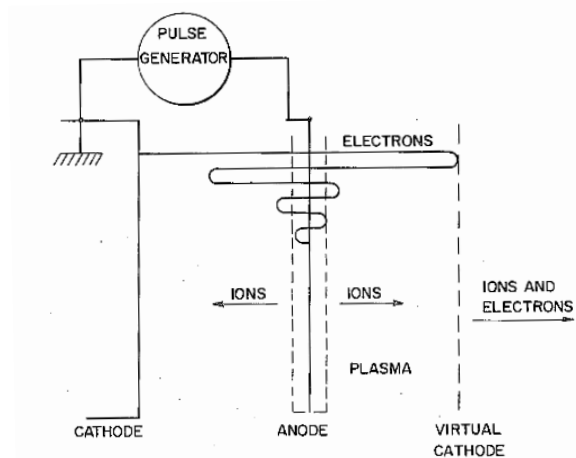 PULSE
GENERATOR
ELECTRONS
IONS
IONS
IONS AND
ELECTRONS
PLASMA
CATHODE
ANODE
VIRTUAL
CATHODE